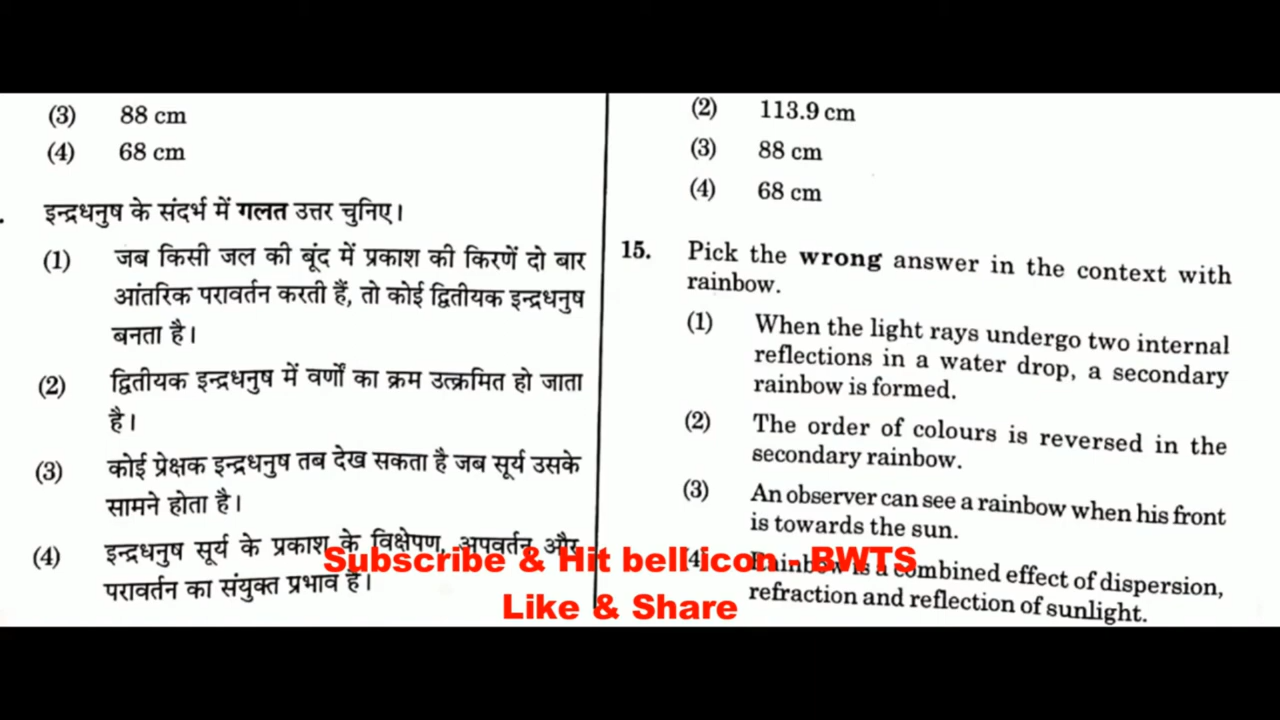 (3) 88 cm
(4) 68 cm
. इन्द्रधनुष के संदर्भ में गलत उत्तर चुनिए।
(1) जब किसी जल की बूंद में प्रकाश की किरणें दो बार
आंतरिक परावर्तन करती हैं, तो कोई द्वितीयक इन्द्रधनुष
बनता है।
(2) द्वितीयक इन्द्रधनुष में वर्णों का क्रम उत्क्रमित हो जाता
है।
(3) कोई प्रेक्षक इन्द्रधनुष तब देख सकता है जब सूर्य उसके
सामने होता है।
(4) इन्द्रधनुष सूर्य के प्रकाश के विक्षेपण, अपवर्तन और
परावर्तन का संयुक्त प्रभाव है।
(2) 113.9 cm
(3) 88 cm
(4) 68 cm
15. Pick the wrong answer in the context with
rainbow.
(1) When the light rays undergo two internal
reflections in a water drop, a secondary
rainbow is formed.
(2) The order of colours is reversed in the
secondary rainbow.
(3) An observer can see a rainbow when his front
is towards the sun.
(4) Rainbow is a combined effect of dispersion,
refraction and reflection of sunlight.
Subscribe & Hit bell icon - BWTS
Like & Share